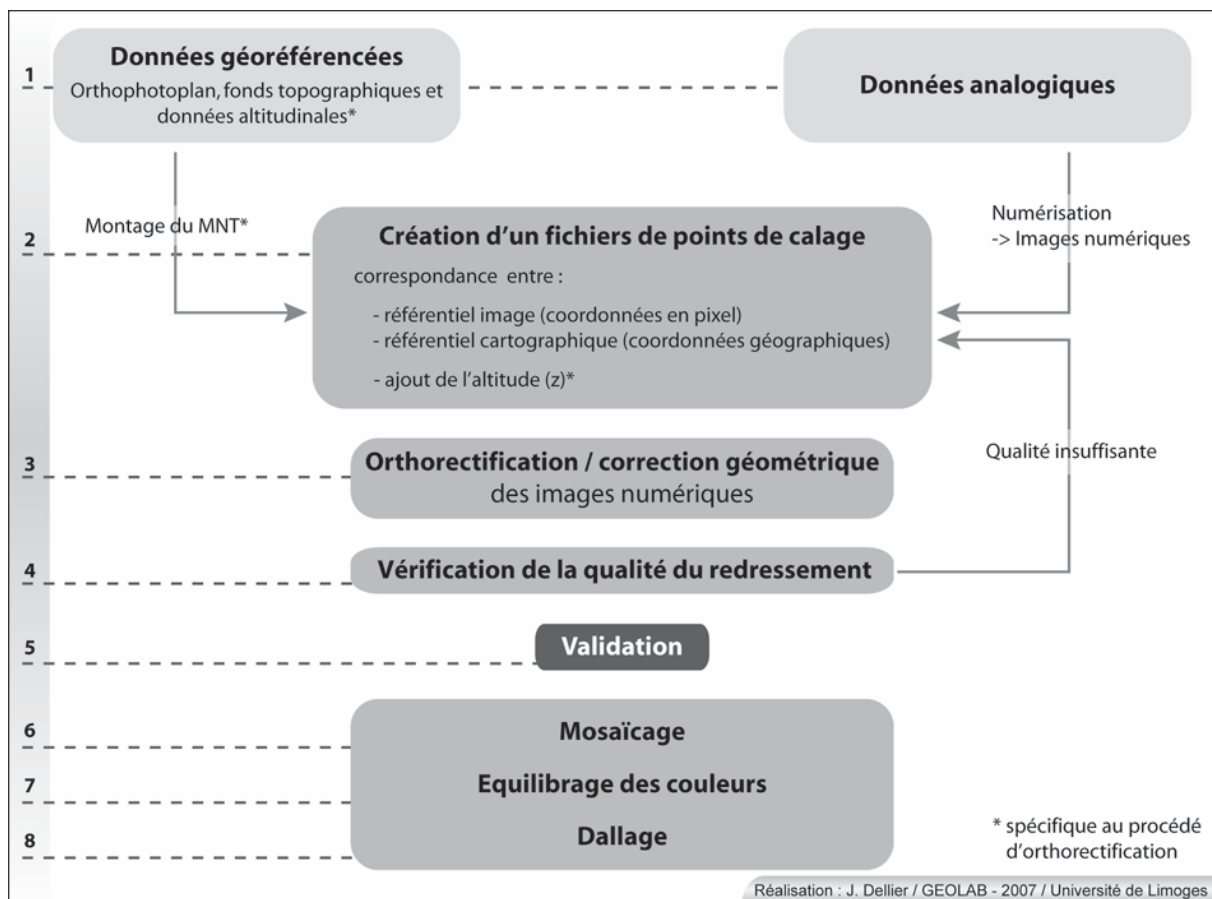 1
Données géoréférencées
Orthophotoplan, fonds topographiques et
données altitudinales*
Données analogiques
Montage du MNT*
Numérisation
-> Images numériques
2
Création d'un fichiers de points de calage
correspondance entre :
- référentiel image (coordonnées en pixel)
- référentiel cartographique (coordonnées géographiques)
- ajout de l'altitude (z)*
3
Orthorectification / correction géométrique
des images numériques
Qualité insuffisante
4
Vérification de la qualité du redressement
5
Validation
6
Mosaïcage
7
Equilibrage des couleurs
8
Dallage
* spécifique au procédé
d'orthorectification
Réalisation : J. Dellier / GEOLAB - 2007 / Université de Limoges